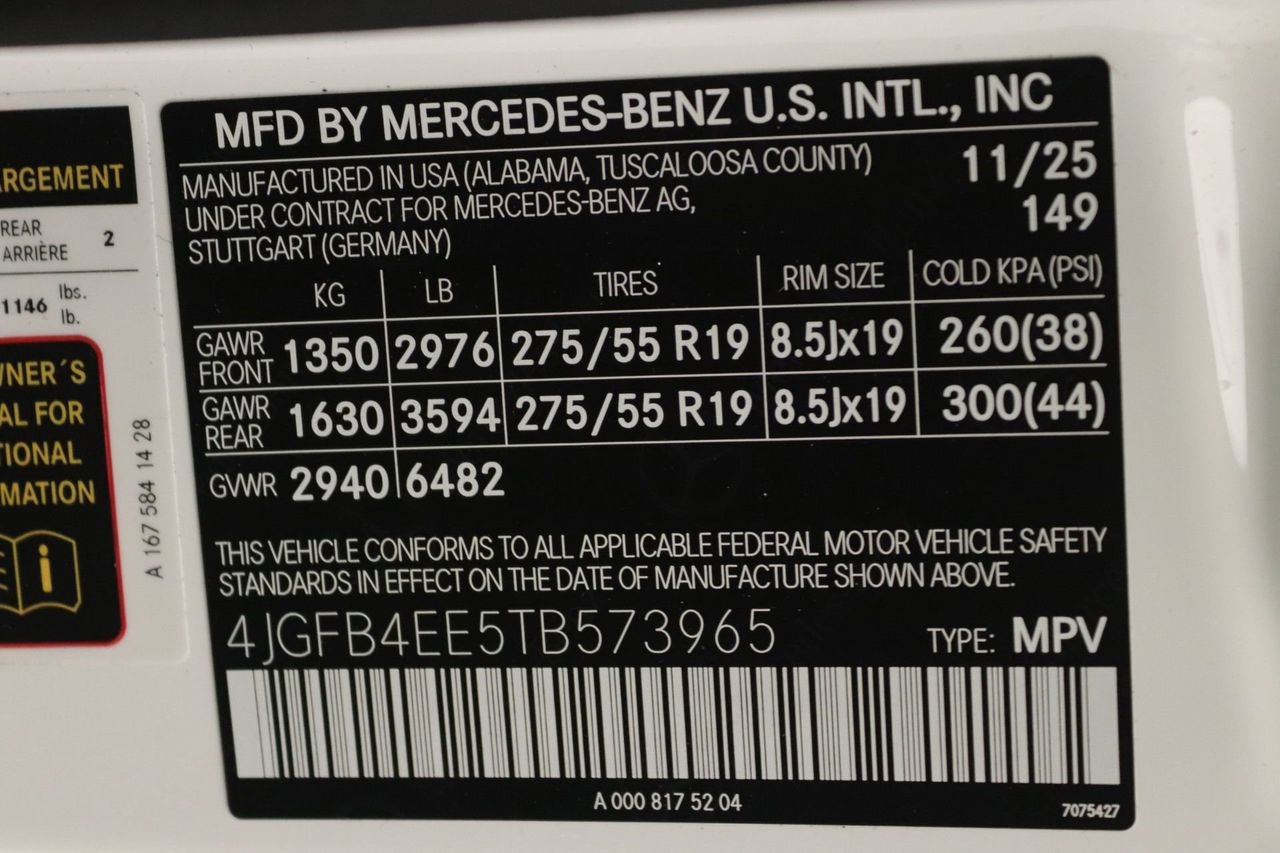 RGEMENT
REAR
ARRIÈRE 2
1146 lbs.
lb.
WNER´S
AL FOR
TIONAL
MATION
A 167 584 14 28
MFD BY MERCEDES-BENZ U.S. INTL., INC
MANUFACTURED IN USA (ALABAMA, TUSCALOOSA COUNTY) 11/25
UNDER CONTRACT FOR MERCEDES-BENZ AG, 149
STUTTGART (GERMANY)
KG LB TIRES RIM SIZE COLD KPA (PSI)
GAWR FRONT 1350 2976 275/55 R19 8.5Jx19 260(38)
GAWR REAR 1630 3594 275/55 R19 8.5Jx19 300(44)
GVWR 2940 6482
THIS VEHICLE CONFORMS TO ALL APPLICABLE FEDERAL MOTOR VEHICLE SAFETY
STANDARDS IN EFFECT ON THE DATE OF MANUFACTURE SHOWN ABOVE.
4JGFB4EE5TB573965 TYPE: MPV
A 000 817 52 04
7075427